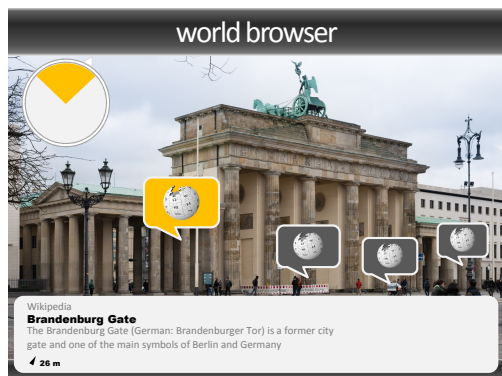 world browser
Wikipedia
Brandenburg Gate
The Brandenburg Gate (German: Brandenburger Tor) is a former city
gate and one of the main symbols of Berlin and Germany
26 m